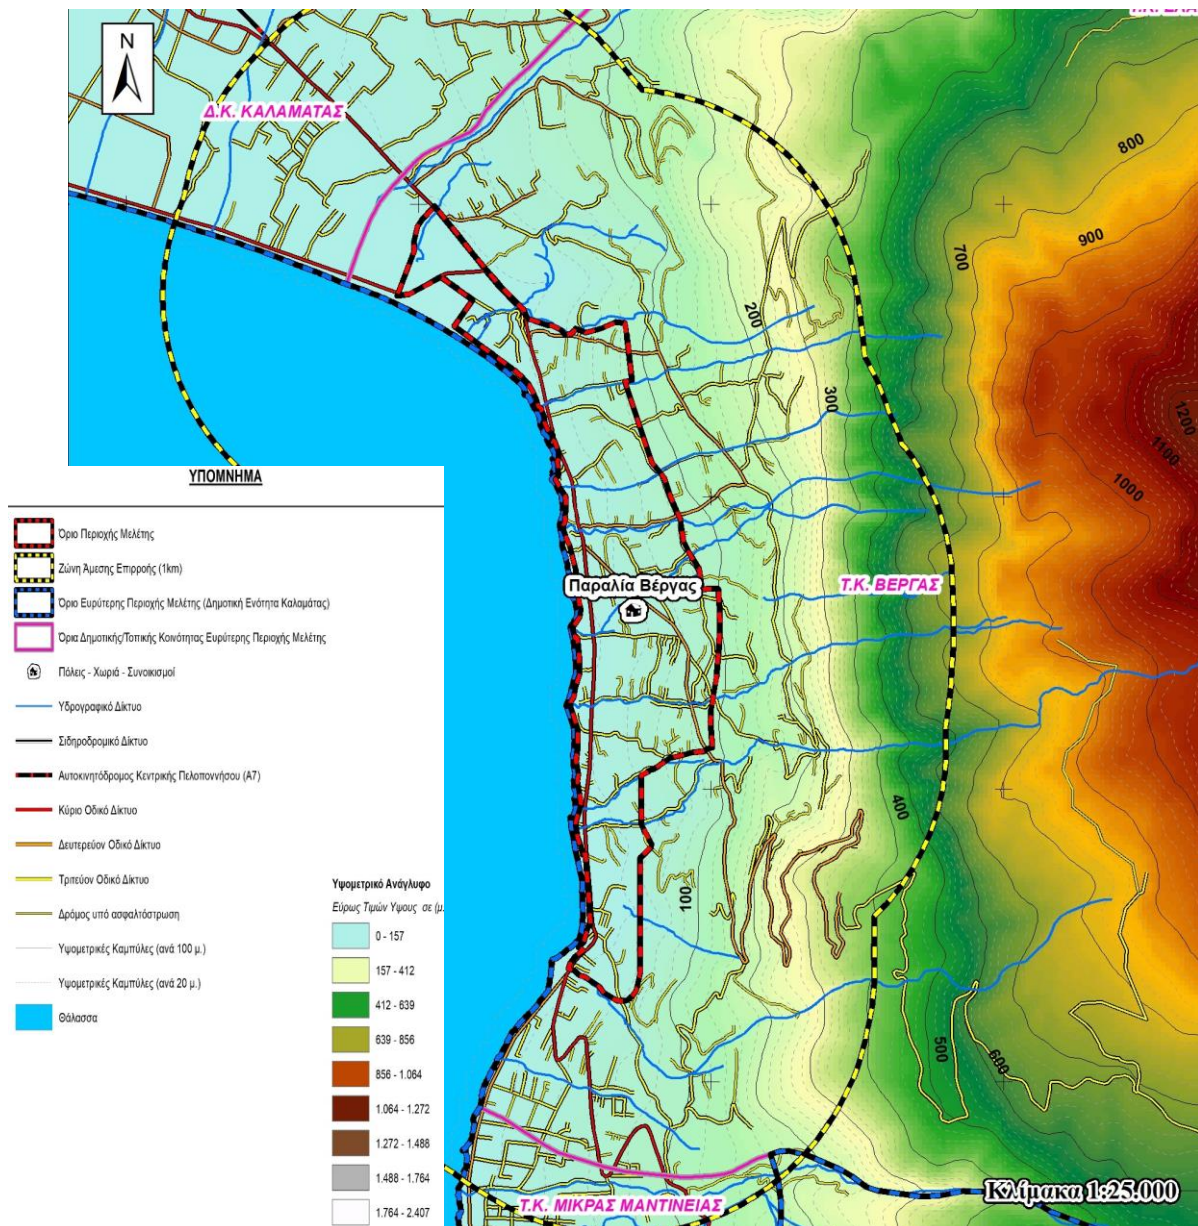 N
Δ.Κ. ΚΑΛΑΜΑΤΑΣ
800
900
700
200
300
1200
1100
1000
Παραλία Βέργας
Τ.Κ. ΒΕΡΓΑΣ
400
100
500
600
Τ.Κ. ΜΙΚΡΑΣ ΜΑΝΤΙΝΕΙΑΣ
Κλίμακα 1:25.000
ΥΠΟΜΝΗΜΑ
Όριο Περιοχής Μελέτης
Ζώνη Άμεσης Επιρροής (1km)
Όριο Ευρύτερης Περιοχής Μελέτης (Δημοτική Ενότητα Καλαμάτας)
Όρια Δημοτικής/Τοπικής Κοινότητας Ευρύτερης Περιοχής Μελέτης
Πόλεις - Χωριά - Συνοικισμοί
Υδρογραφικό Δίκτυο
Σιδηροδρομικό Δίκτυο
Αυτοκινητόδρομος Κεντρικής Πελοποννήσου (Α7)
Κύριο Οδικό Δίκτυο
Δευτερεύον Οδικό Δίκτυο
Τριτεύον Οδικό Δίκτυο
Δρόμος υπό ασφαλτόστρωση
Υψομετρικές Καμπύλες (ανά 100 μ.)
Υψομετρικές Καμπύλες (ανά 20 μ.)
Θάλασσα
Υψομετρικό Ανάγλυφο
Εύρως Τιμών Υψους σε (μ.
0 - 157
157 - 412
412 - 639
639 - 856
856 - 1.064
1.064 - 1.272
1.272 - 1.488
1.488 - 1.764
1.764 - 2.407